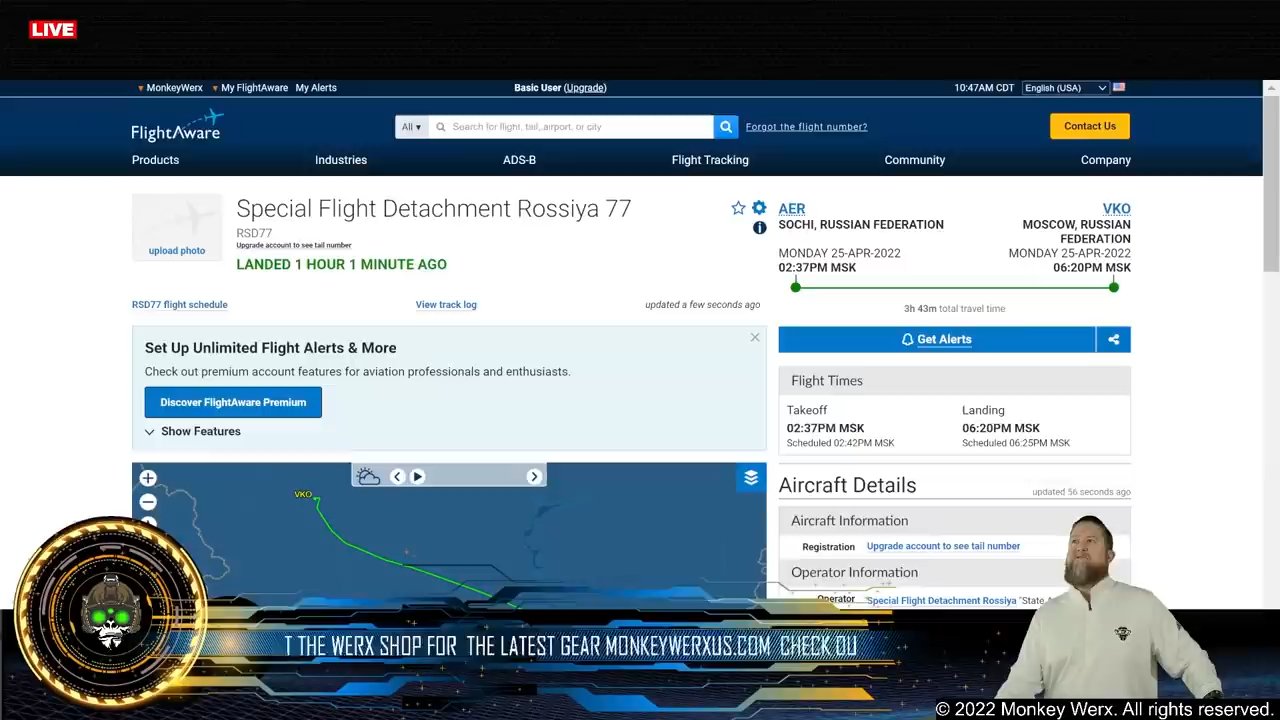 LIVE
MonkeyWerx My FlightAware My Alerts Basic User (Upgrade) 10:47AM CDT English (USA)
FlightAware
All Search for flight, tail, airport, or city Forgot the flight number? Contact Us
Products Industries ADS-B Flight Tracking Community Company
Special Flight Detachment Rossiya 77
RSD77
Upgrade account to see tail number
LANDED 1 HOUR 1 MINUTE AGO
upload photo
RSD77 flight schedule View track log updated a few seconds ago
Set Up Unlimited Flight Alerts & More
Check out premium account features for aviation professionals and enthusiasts.
Discover FlightAware Premium
Show Features
VKO
AER VKO
SOCHI, RUSSIAN FEDERATION MOSCOW, RUSSIAN
FEDERATION
MONDAY 25-APR-2022 MONDAY 25-APR-2022
02:37PM MSK 06:20PM MSK
3h 43m total travel time
Get Alerts
Flight Times
Takeoff Landing
02:37PM MSK 06:20PM MSK
Scheduled 02:42PM MSK Scheduled 06:25PM MSK
Aircraft Details updated 56 seconds ago
Aircraft Information
Registration Upgrade account to see tail number
Operator Information
Operator Special Flight Detachment Rossiya "State
T THE WERX SHOP FOR THE LATEST GEAR MONKEYWERXUS.COM CHECK OU
© 2022 Monkey Werx. All rights reserved.